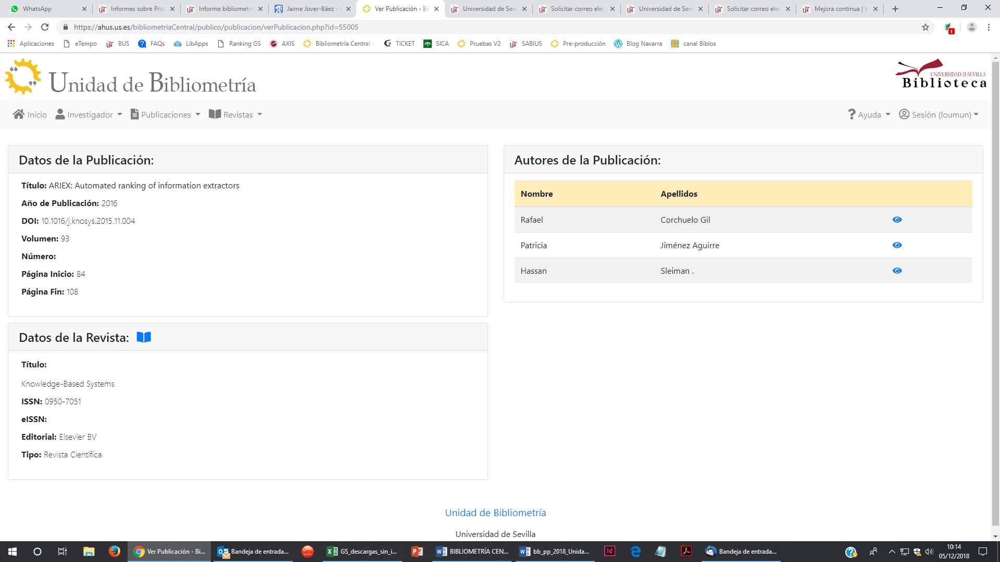 WhatsApp
Informes sobre Pro
Informe bibliometri
Jaime Jover-Báez -
Ver Publicación - Bi
Universidad de Sevi
Solicitar correo elec
Universidad de Sevi
Solicitar correo elec
Mejora continua | I
https://ahus.us.es/bibliometriaCentral/publico/publicacion/verPublicacion.php?id=55005
1
Aplicaciones
eTempo
BUS
FAQs
LibApps
Ranking GS
AXIS
Bibliometría Central
TICKET
SICA
Pruebas V2
SABIUS
Pre-producción
Blog Navarra
canal Biblos
Unidad de Bibliometría
UNIVERSIDAD D SEVILLA
Biblioteca
Inicio
Investigador
Publicaciones
Revistas
Ayuda
Sesión (loumun)
Datos de la Publicación:
Título: ARIEX: Automated ranking of information extractors
Año de Publicación: 2016
DOI: 10.1016/j.knosys.2015.11.004
Volumen: 93
Número:
Página Inicio: 84
Página Fin: 108
Autores de la Publicación:
Nombre Apellidos
Rafael Corchuelo Gil
Patricia Jiménez Aguirre
Hassan Sleiman .
Datos de la Revista:
Título:
Knowledge-Based Systems
ISSN: 0950-7051
eISSN:
Editorial: Elsevier BV
Tipo: Revista Científica
Unidad de Bibliometría
Universidad de Sevilla
Ver Publicación - Bi...
Bandeja de entrada...
GS_descargas_sin_i...
BIBLIOMETRÍA CEN...
bb_pp_2018_Unida...
Id
Bandeja de entrada...
10:14
05/12/2018